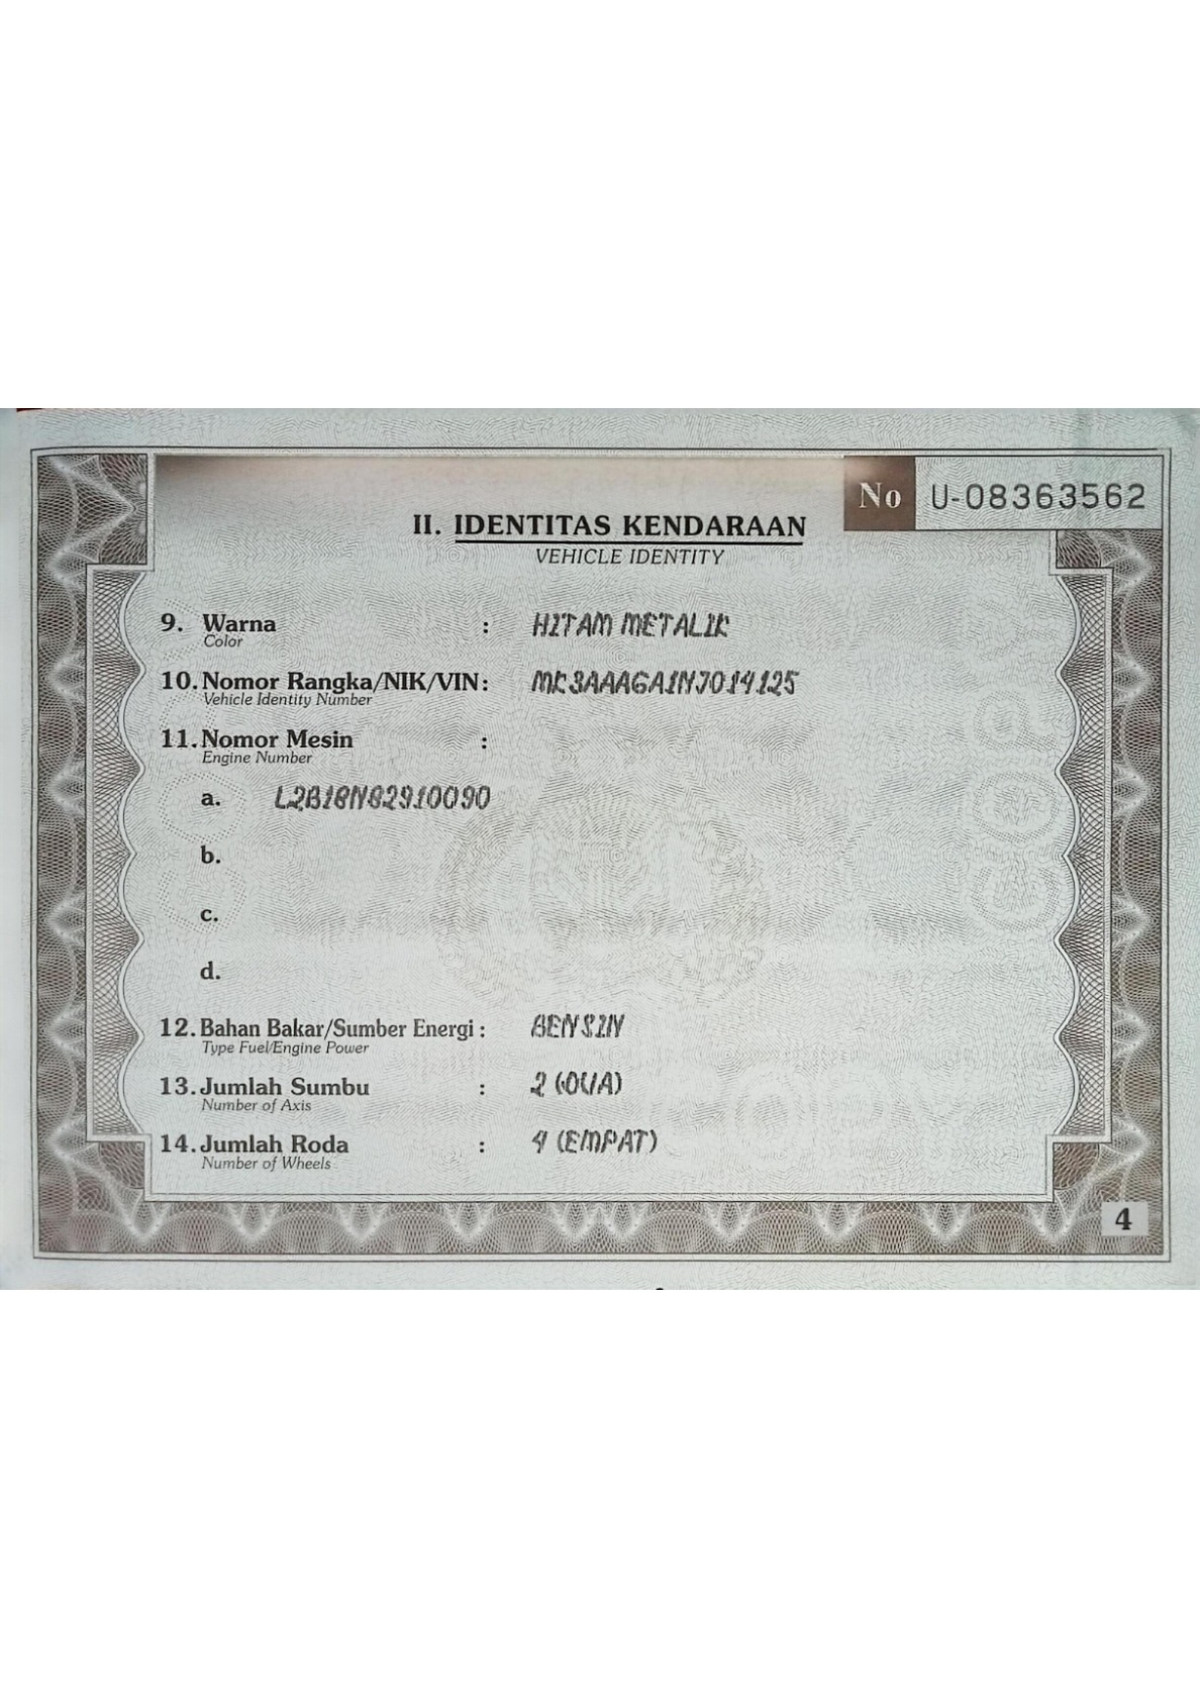 No U-08363562
II. IDENTITAS KENDARAAN
VEHICLE IDENTITY
9. Warna : HITAM METALIK
Color
10. Nomor Rangka/NIK/VIN : MK3AAAGA1NJ014125
Vehicle Identity Number
11. Nomor Mesin :
Engine Number
a. L2B18N82910090
b.
c.
d.
12. Bahan Bakar/Sumber Energi : BENSIN
Type Fuel/Engine Power
13. Jumlah Sumbu : 2 (DUA)
Number of Axis
14. Jumlah Roda : 4 (EMPAT)
Number of Wheels
4